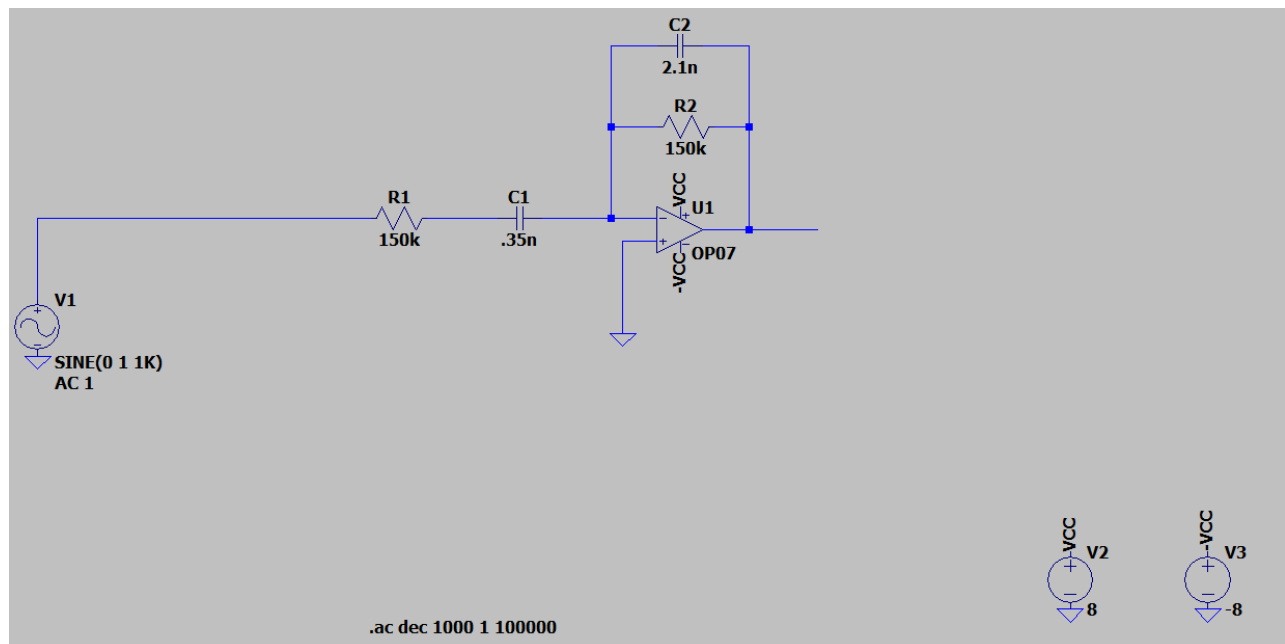 C2
2.1n
R2
150k
R1
150k
C1
.35n
VCC
U1
OP07
-VCC
V1
SINE(0 1 1K)
AC 1
VCC
V2
8
-VCC
V3
-8
.ac dec 1000 1 100000